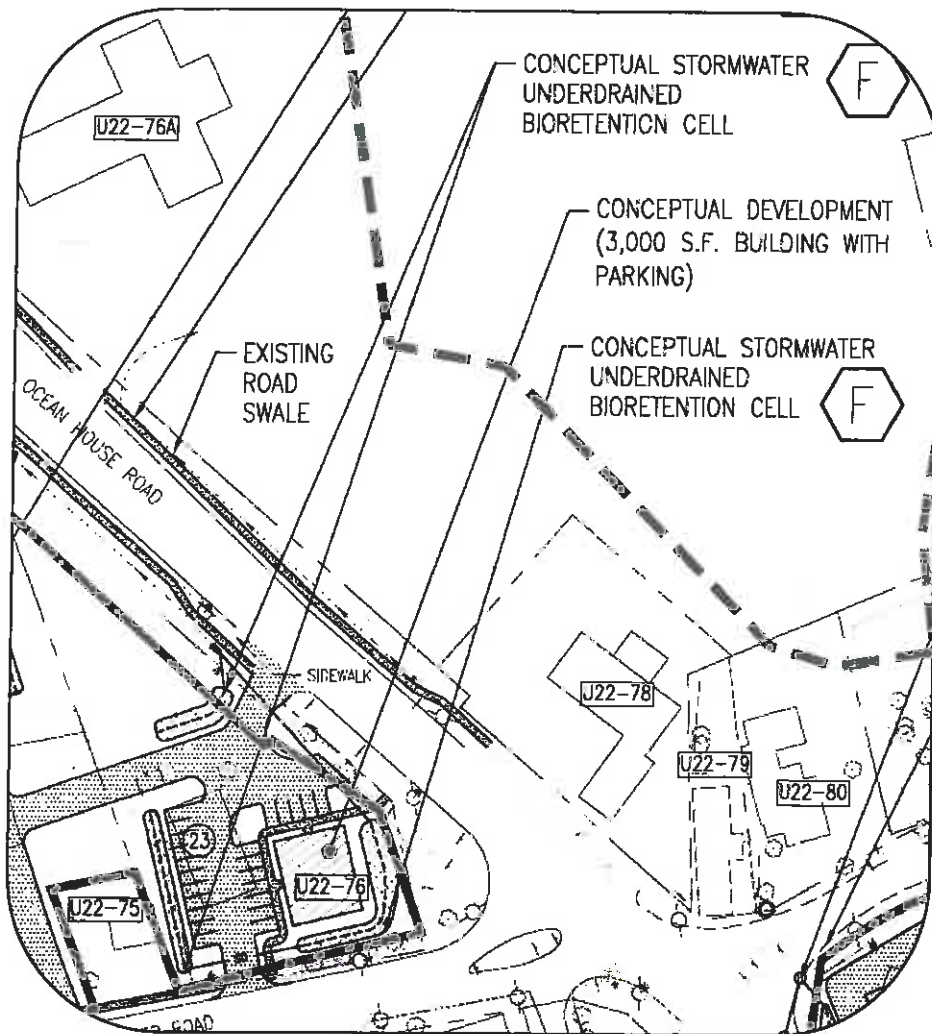 CONCEPTUAL STORMWATER
UNDERDRAINED
BIORETENTION CELL
F
U22-76A
CONCEPTUAL DEVELOPMENT
(3,000 S.F. BUILDING WITH
PARKING)
EXISTING
ROAD
SWALE
CONCEPTUAL STORMWATER
UNDERDRAINED
BIORETENTION CELL
F
OCEAN HOUSE ROAD
SIDEWALK
U22-78
U22-79
U22-80
23
U22-76
U22-75
ROAD